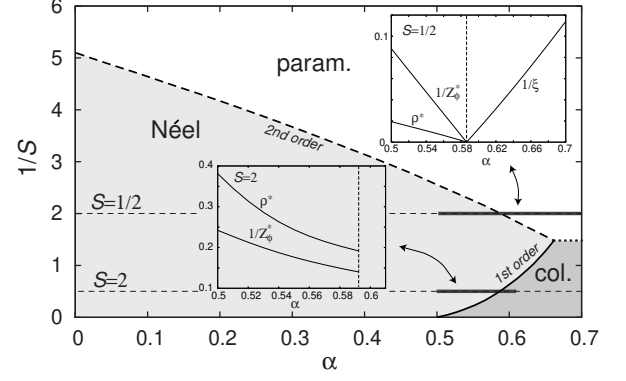 6
5
4
3
2
1
0
1/S
param.
Néel
2nd order
S=1/2
S=2
1st order
col.
0
0.1
0.2
0.3
0.4
0.5
0.6
0.7
α
S=1/2
0.1
0
1/Z*ϕ
ρ*
1/ξ
0.5
0.54
0.58
0.62
0.66
0.7
α
S=2
0.4
0.3
0.2
0.1
ρ*
1/Z*ϕ
0.5
0.52
0.54
0.56
0.58
0.6
α